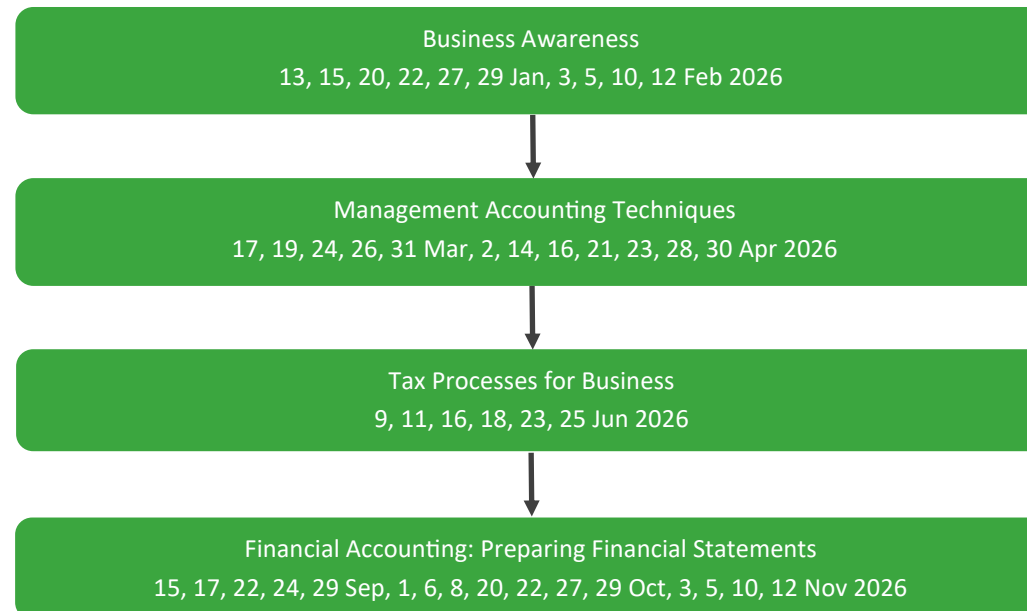 Business Awareness
13, 15, 20, 22, 27, 29 Jan, 3, 5, 10, 12 Feb 2026
Management Accounting Techniques
17, 19, 24, 26, 31 Mar, 2, 14, 16, 21, 23, 28, 30 Apr 2026
Tax Processes for Business
9, 11, 16, 18, 23, 25 Jun 2026
Financial Accounting: Preparing Financial Statements
15, 17, 22, 24, 29 Sep, 1, 6, 8, 20, 22, 27, 29 Oct, 3, 5, 10, 12 Nov 2026